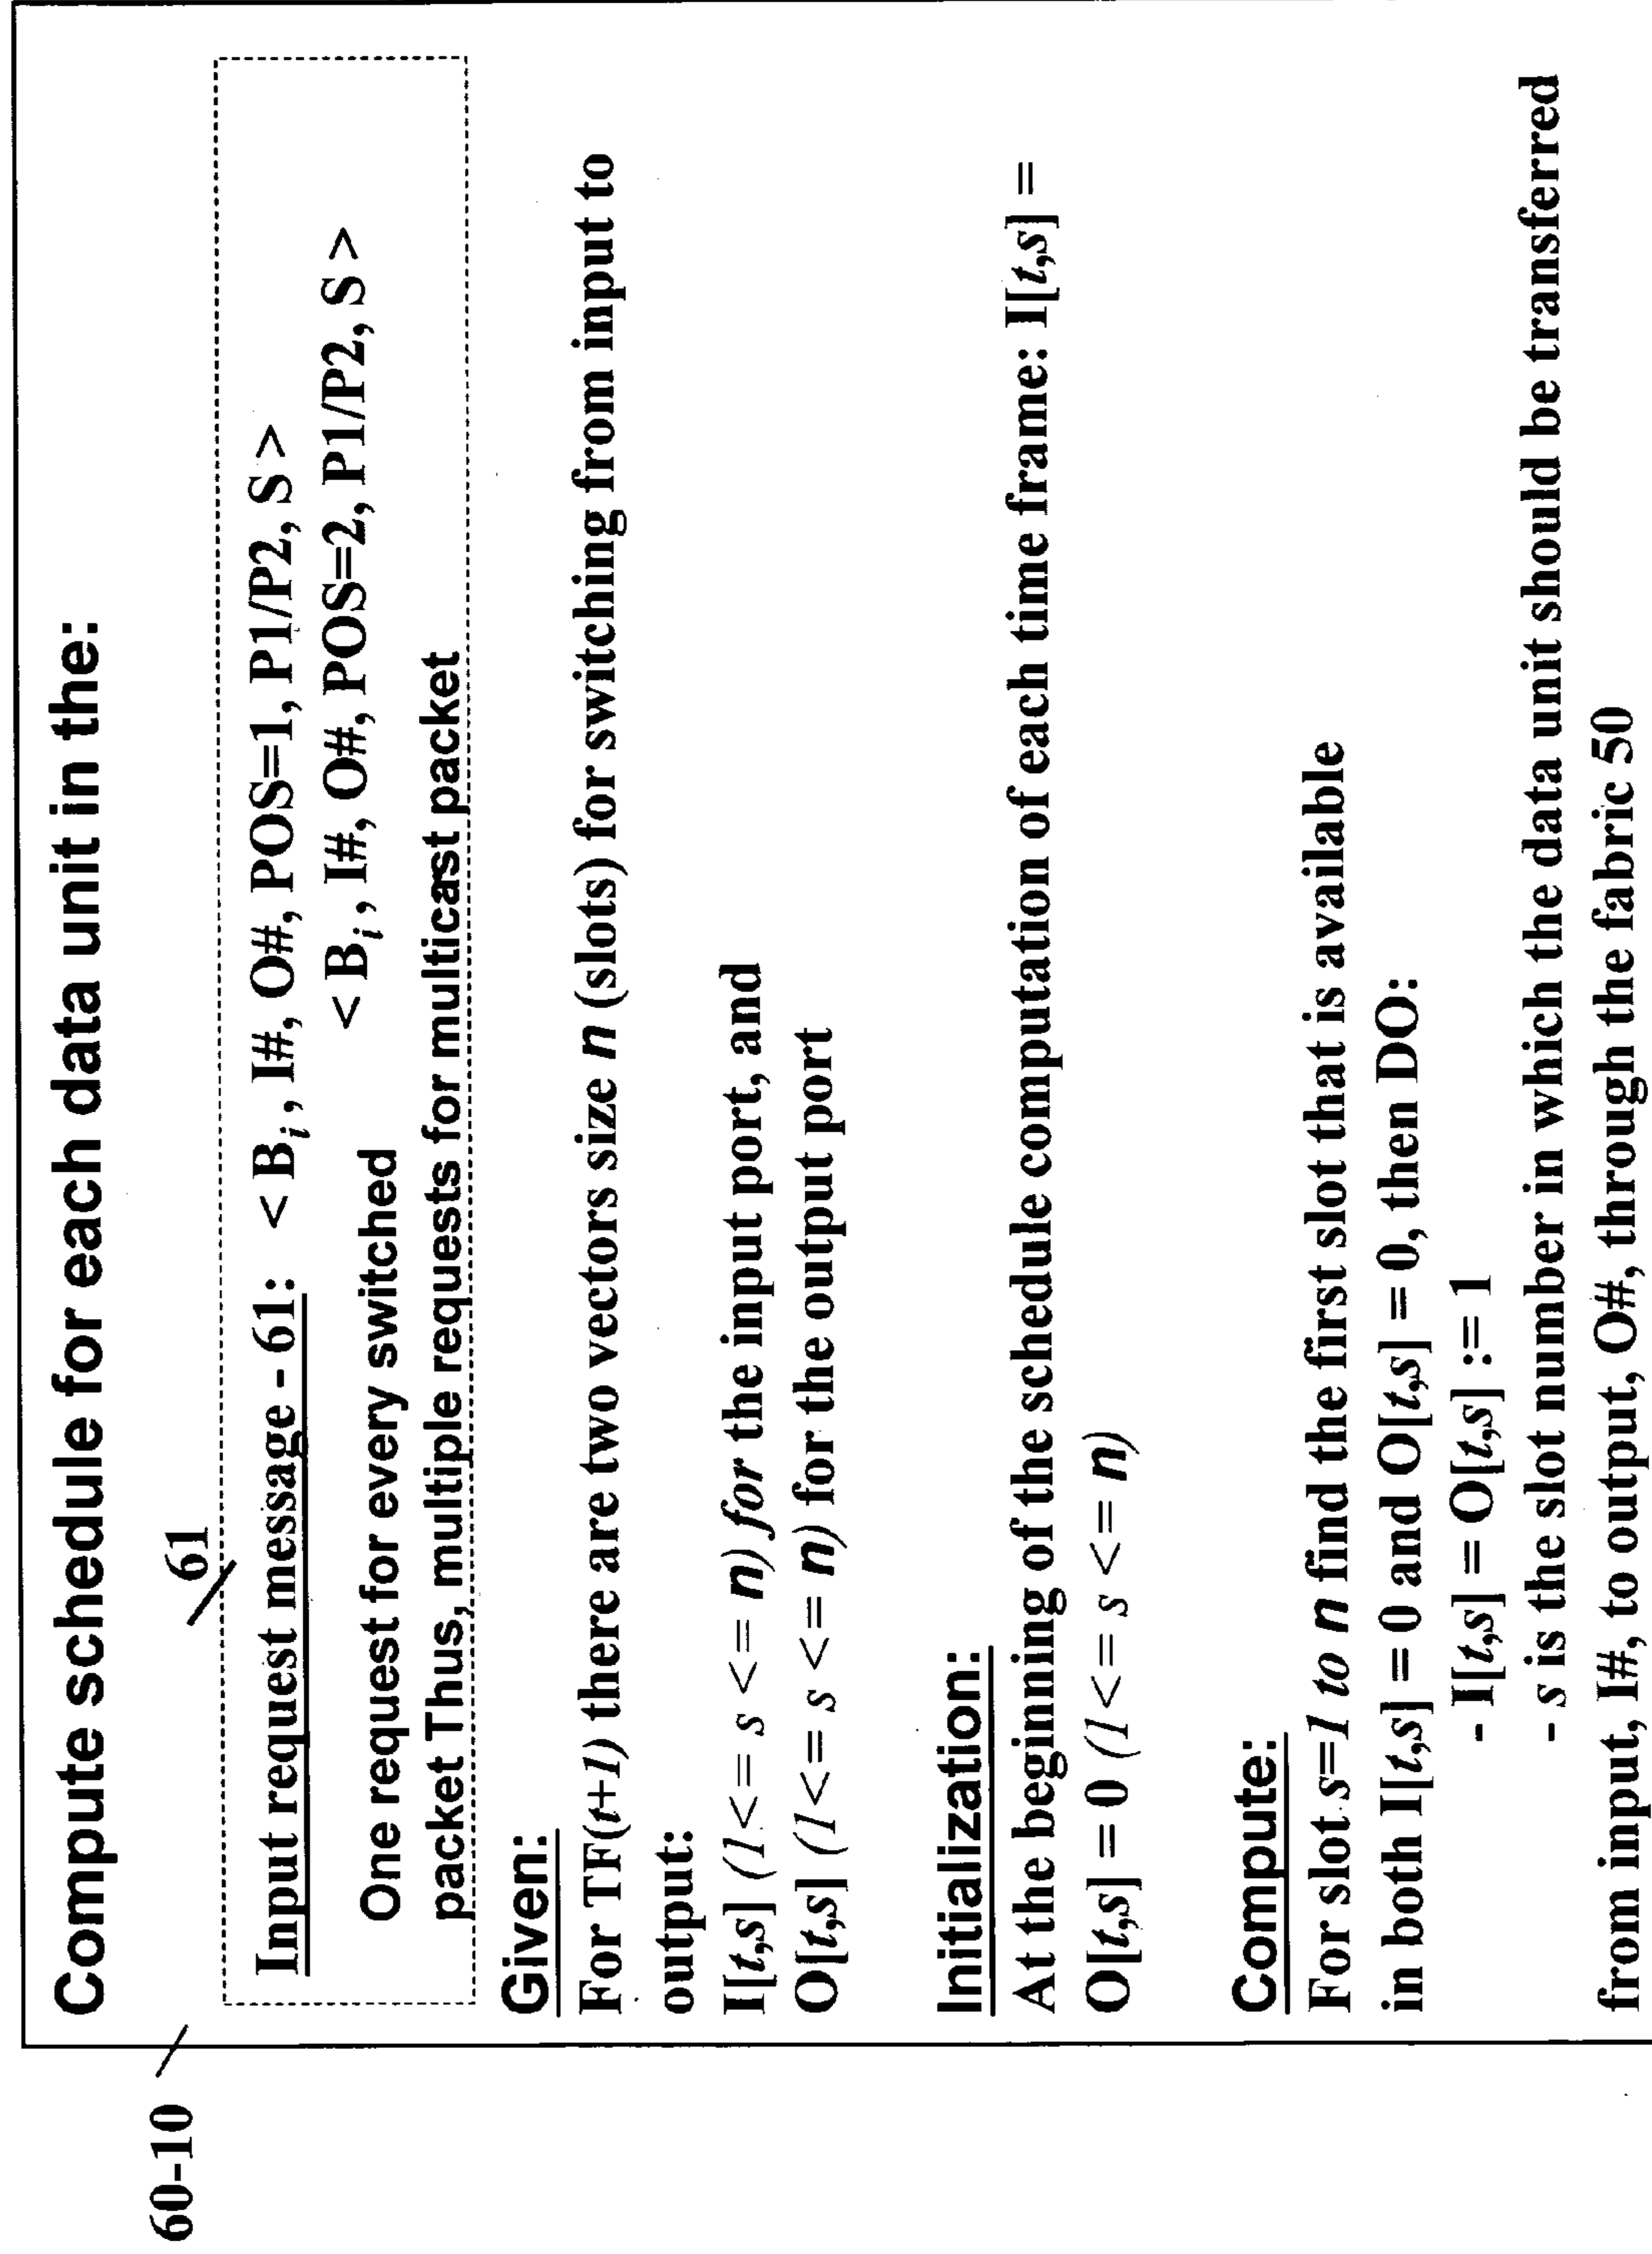 60-10
Compute schedule for each data unit in the:
61
Input request message - 61: < Bi, I#, O#, POS=1, P1/P2, S >
< Bi, I#, O#, POS=2, P1/P2, S >
One request for every switched
packet Thus, multiple requests for multicast packet
Given:
For TF(t+1) there are two vectors size n (slots) for switching from input to
output:
I[t,s] (1<= s <= n) for the input port, and
O[t,s] (1<= s <= n) for the output port
Initialization:
At the beginning of the schedule computation of each time frame: I[t,s] =
O[t,s] = 0 (1<= s <= n)
Compute:
For slot s=1 to n find the first slot that is available
in both I[t,s] = 0 and O[t,s] = 0, then DO:
- I[t,s] = O[t,s] := 1
- s is the slot number in which the data unit should be transferred
from input, I#, to output, O#, through the fabric 50